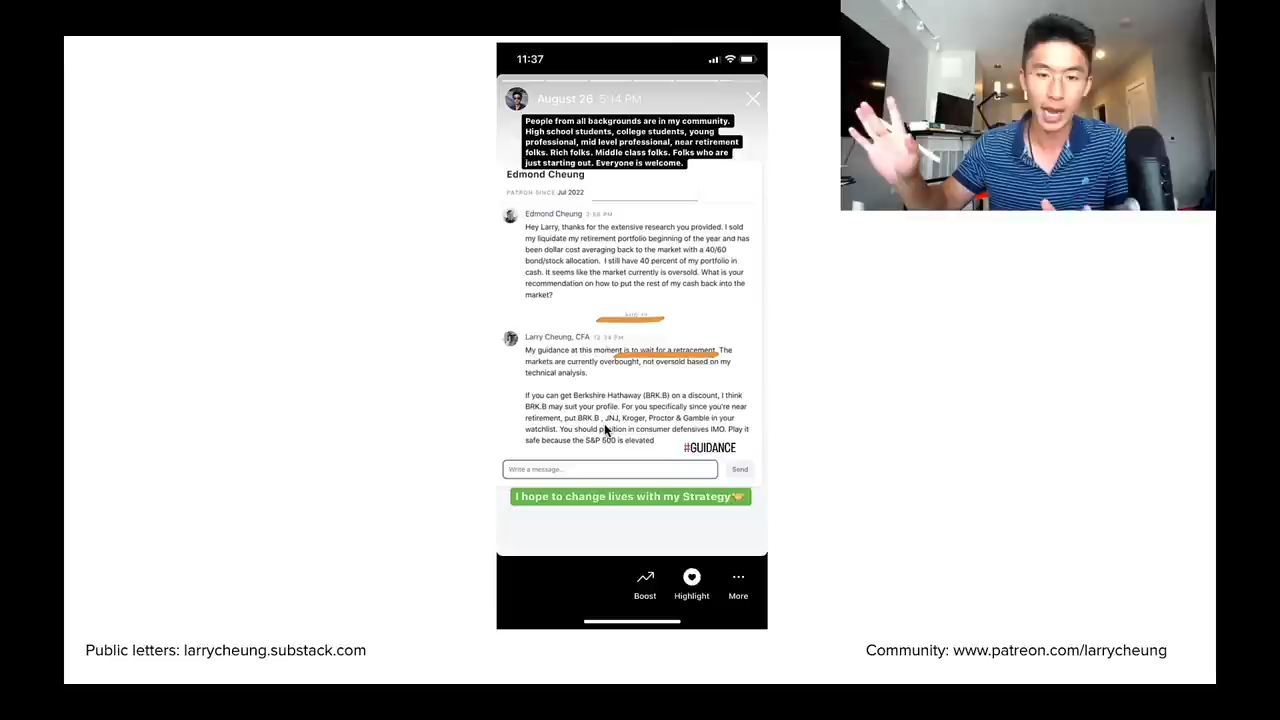 11:37
August 26 5:14 PM
People from all backgrounds are in my community.
High school students, college students, young
professional, mid level professional, near retirement
folks. Rich folks. Middle class folks. Folks who are
just starting out. Everyone is welcome.
Edmond Cheung
PATRON SINCE Jul 2022
Edmond Cheung 2:50 PM
Hey Larry, thanks for the extensive research you provided. I sold
my liquidate my retirement portfolio beginning of the year and has
been dollar cost averaging back to the market with a 40/60
bond/stock allocation. I still have 40 percent of my portfolio in
cash. It seems like the market currently is oversold. What is your
recommendation on how to put the rest of my cash back into the
market?
Larry Cheung, CFA 12:39 PM
My guidance at this moment is to wait for a retracement. The
markets are currently overbought, not oversold based on my
technical analysis.
If you can get Berkshire Hathaway (BRK.B) on a discount, I think
BRK.B may suit your profile. For you specifically since you're near
retirement, put BRK.B , JNJ, Kroger, Proctor & Gamble in your
watchlist. You should position in consumer defensives IMO. Play it
safe because the S&P 500 is elevated
#GUIDANCE
Write a message...
Send
I hope to change lives with my Strategy🤝
Boost
Highlight
More
Public letters: larrycheung.substack.com
Community: www.patreon.com/larrycheung